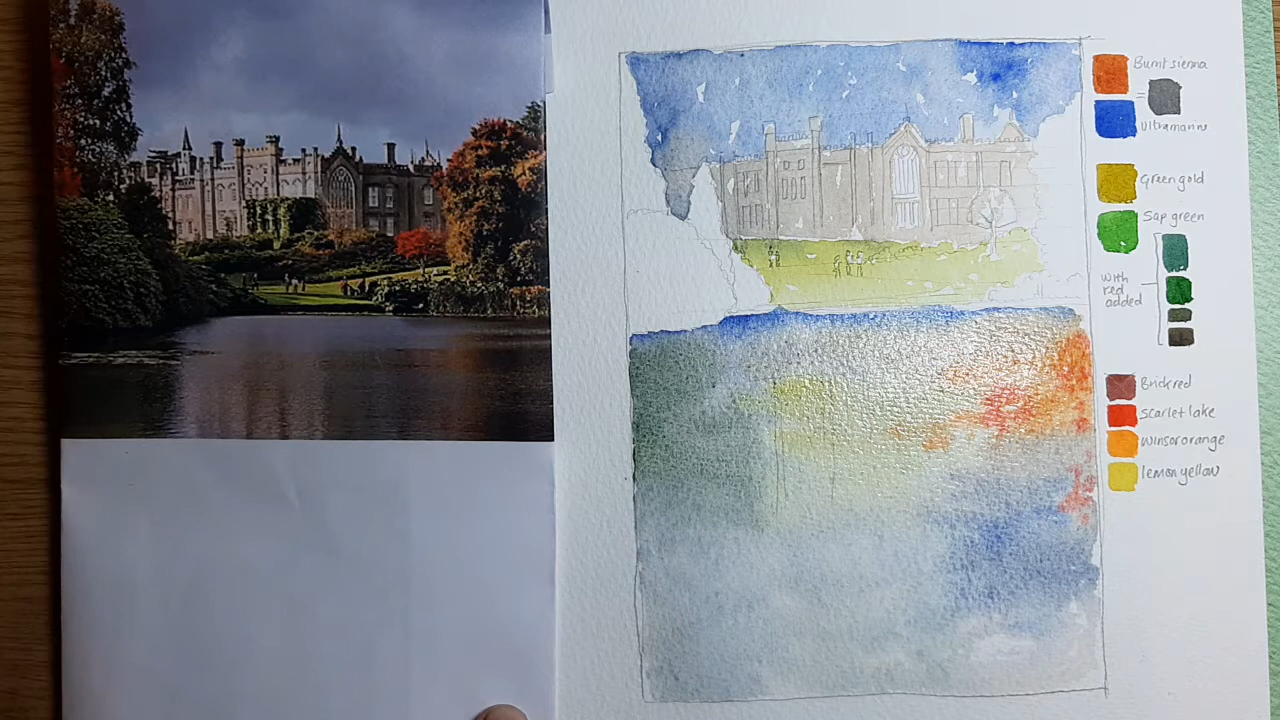 Burnt sienna
=
Ultramarine
Green gold
Sap green
with
red
added
Brick red
Scarlet lake
Winsor orange
lemon yellow